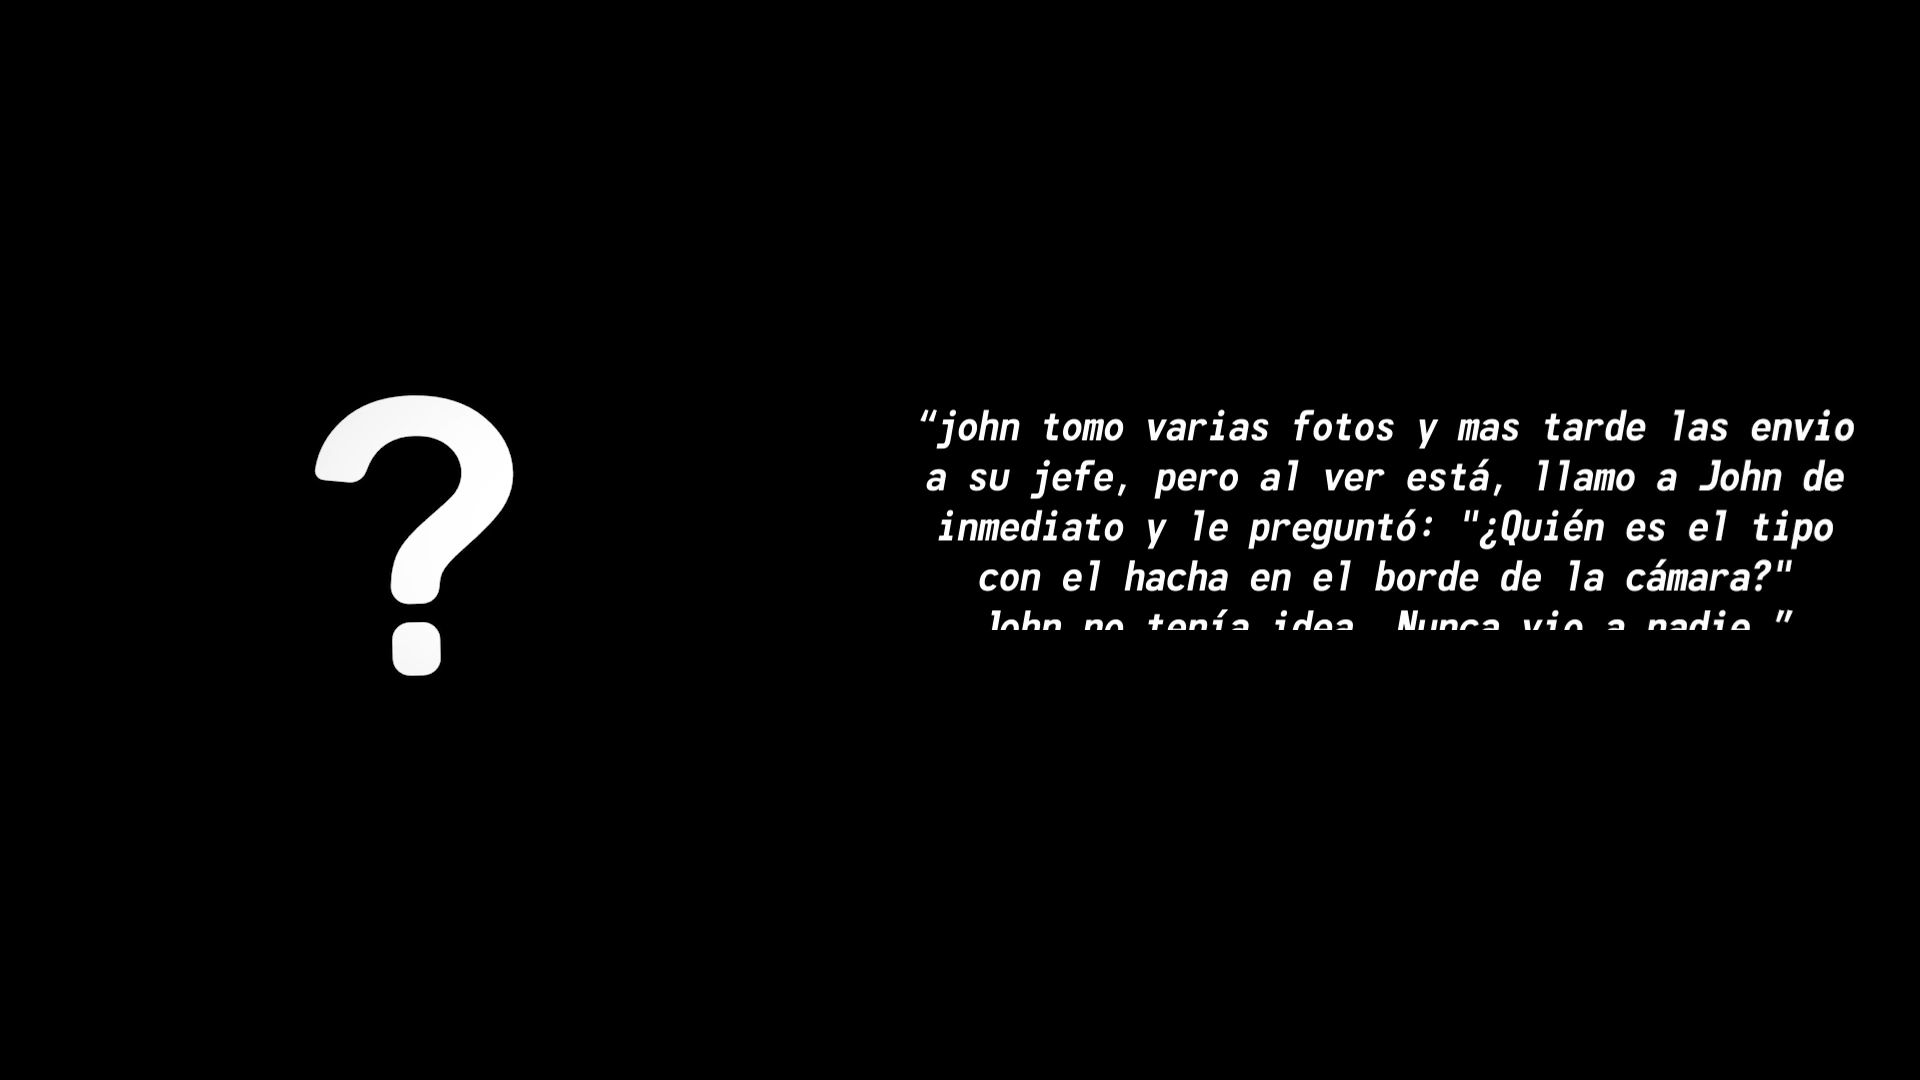 ?
“john tomo varias fotos y mas tarde las envio
a su jefe, pero al ver está, llamo a John de
inmediato y le preguntó: "¿Quién es el tipo
con el hacha en el borde de la cámara?"
John no tenía idea. Nunca vio a nadie.”